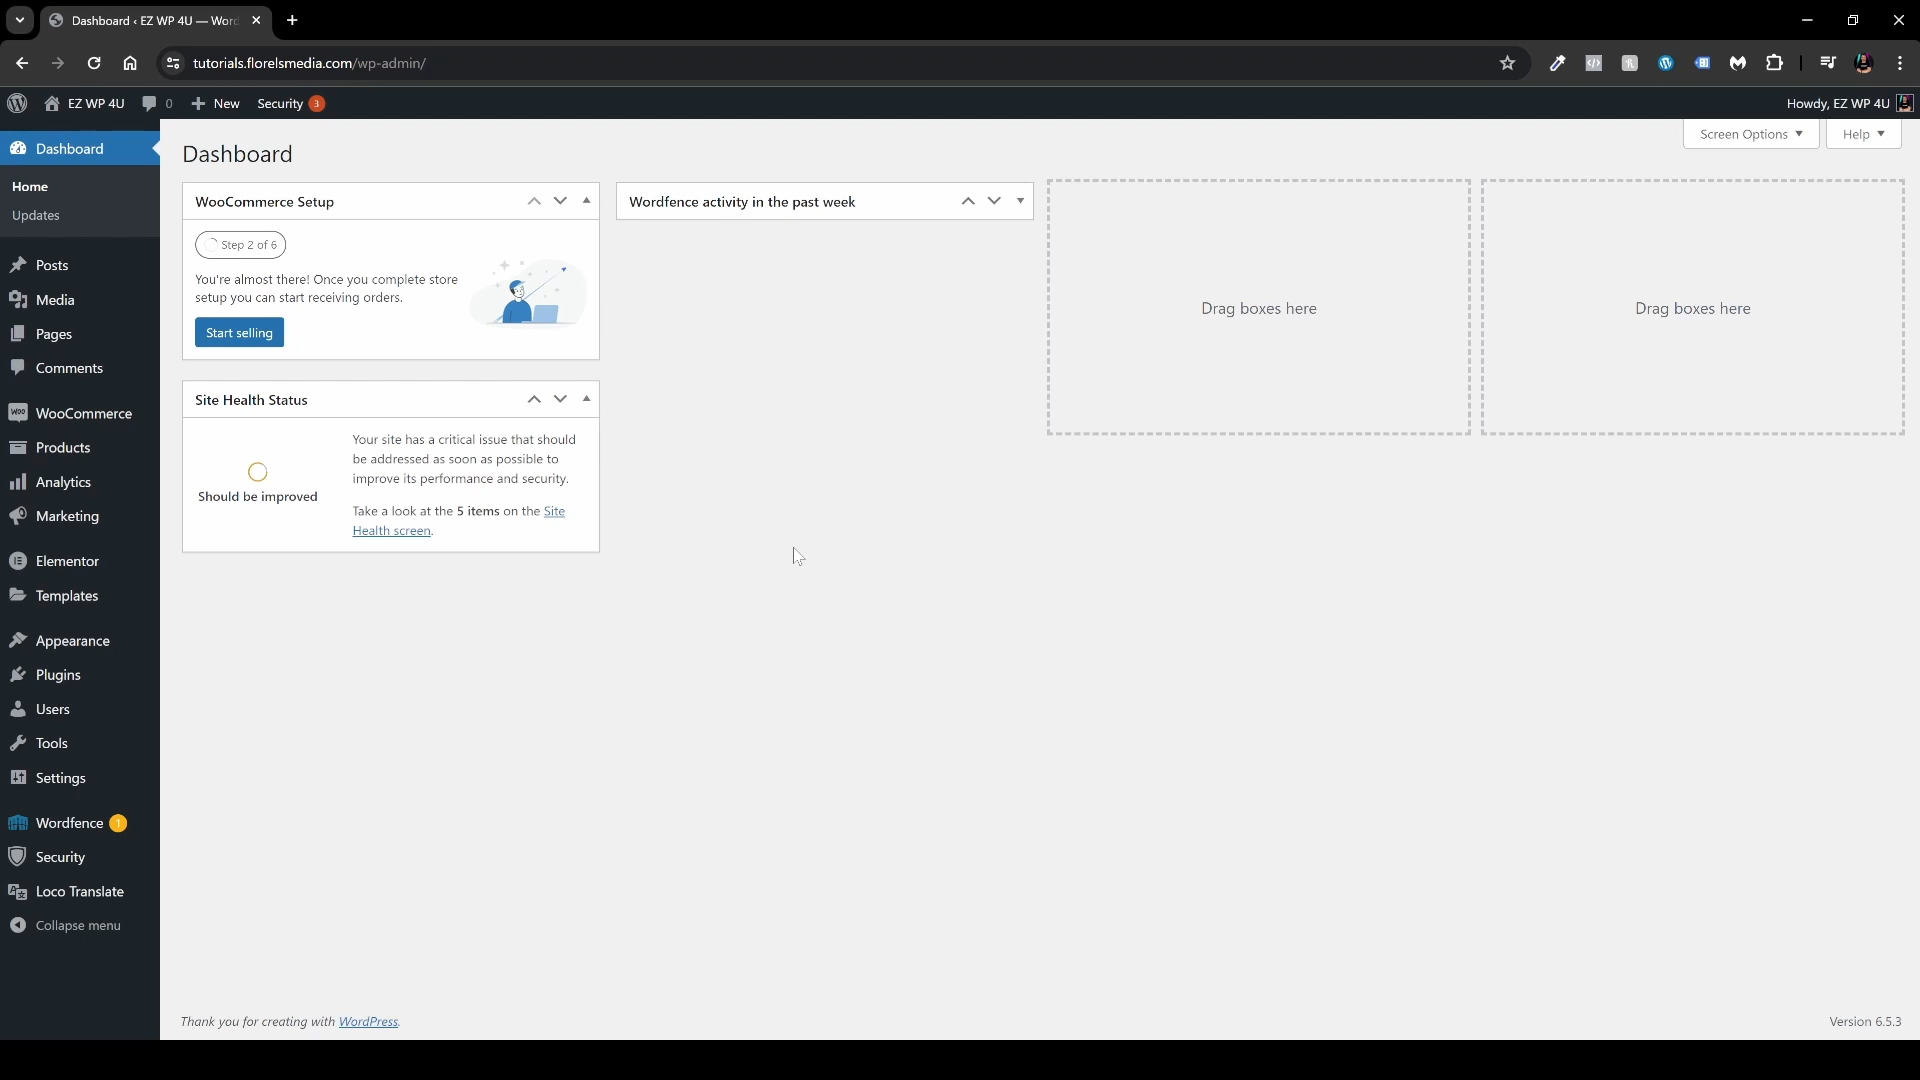 Dashboard ‹ EZ WP 4U — Wor
tutorials.florelsmedia.com/wp-admin/
EZ WP 4U
0
New
Security
3
Howdy, EZ WP 4U
Dashboard
Home
Updates
Posts
Media
Pages
Comments
WooCommerce
Products
Analytics
Marketing
Elementor
Templates
Appearance
Plugins
Users
Tools
Settings
Wordfence
1
Security
Loco Translate
Collapse menu
Screen Options
Help
Dashboard
WooCommerce Setup
Step 2 of 6
You're almost there! Once you complete store
setup you can start receiving orders.
Start selling
Site Health Status
Should be improved
Your site has a critical issue that should
be addressed as soon as possible to
improve its performance and security.
Take a look at the 5 items on the Site
Health screen.
Wordfence activity in the past week
Drag boxes here
Drag boxes here
Thank you for creating with WordPress.
Version 6.5.3